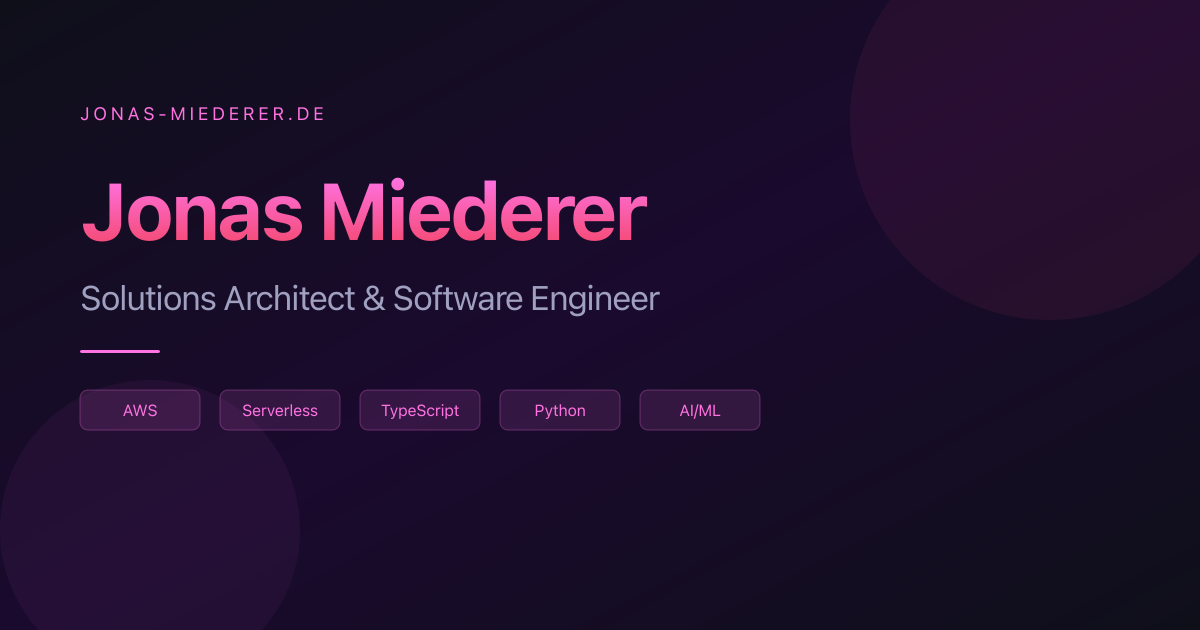 JONAS-MIEDERER.DE
Jonas Miederer
Solutions Architect & Software Engineer
AWS Serverless TypeScript Python AI/ML